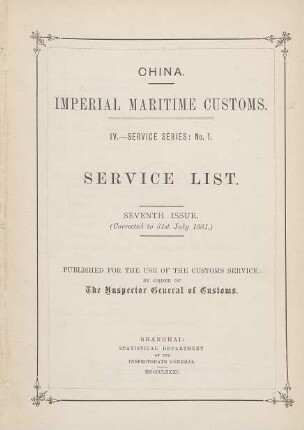 CHINA.
IMPERIAL MARITIME CUSTOMS.
IV.—SERVICE SERIES: No. 1.
SERVICE LIST.
SEVENTH ISSUE.
(Corrected to 31st July 1881.)
PUBLISHED FOR THE USE OF THE CUSTOMS SERVICE:
BY ORDER OF
The Inspector General of Customs.
SHANGHAI:
STATISTICAL DEPARTMENT
OF THE
INSPECTORATE GENERAL.
MDCCCLXXXI.